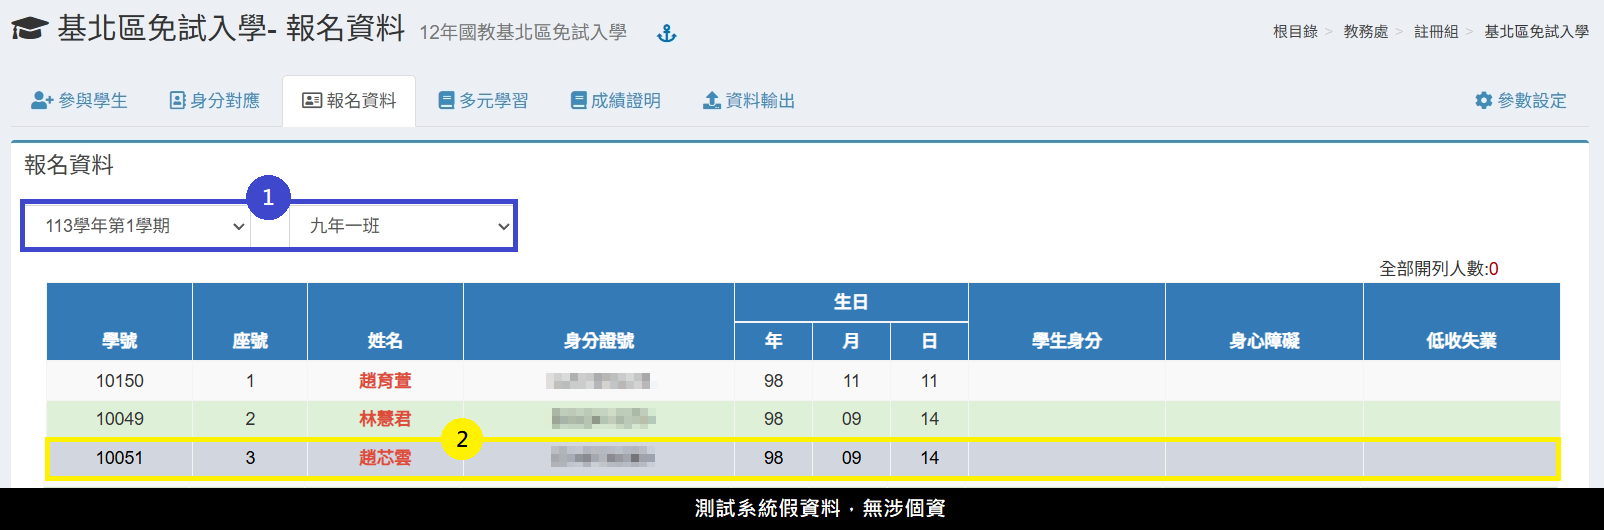 基北區免試入學- 報名資料 12年國教基北區免試入學
根目錄 > 教務處 > 註冊組 > 基北區免試入學
參與學生 身分對應 報名資料 多元學習 成績證明 資料輸出 參數設定
報名資料
1
113學年第1學期 九年一班
全部開列人數:0
生日
學號 座號 姓名 身分證號 年 月 日 學生身分 身心障礙 低收失業
10150 1 趙育萱 98 11 11
10049 2 林慧君 98 09 14
2
10051 3 趙芯雲 98 09 14
測試系統假資料，無涉個資